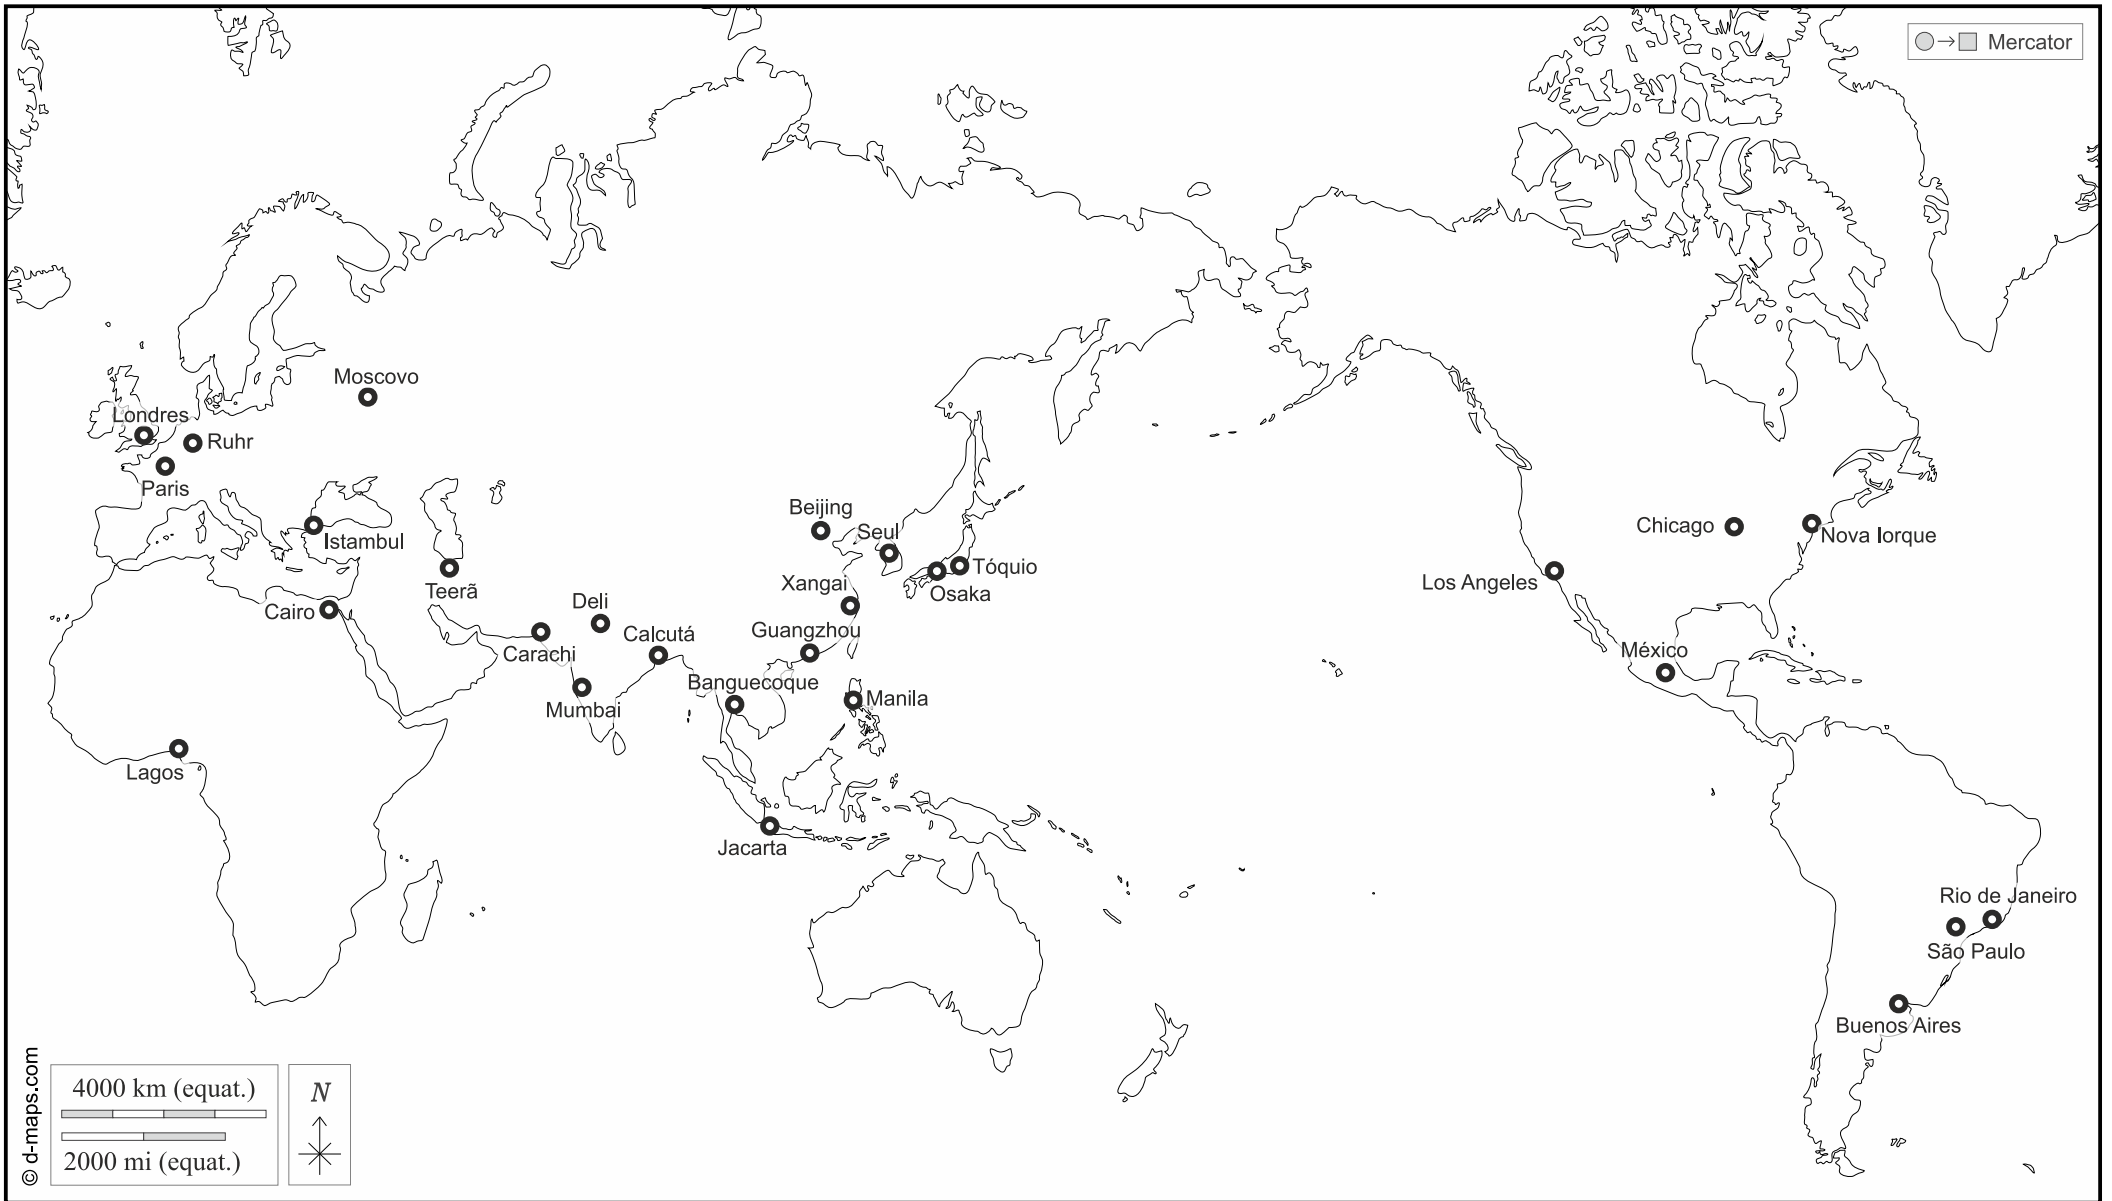 Mercator
Moscovo
Londres
Ruhr
Paris
Istambul
Teerã
Cairo
Beijing
Seul
Tóquio
Osaka
Xangai
Deli
Calcutá
Guangzhou
Carachi
Banguecoque
Manila
Mumbai
Lagos
Jacarta
Chicago
Nova Iorque
Los Angeles
México
Rio de Janeiro
São Paulo
Buenos Aires
© d-maps.com
4000 km (equat.)
2000 mi (equat.)
N